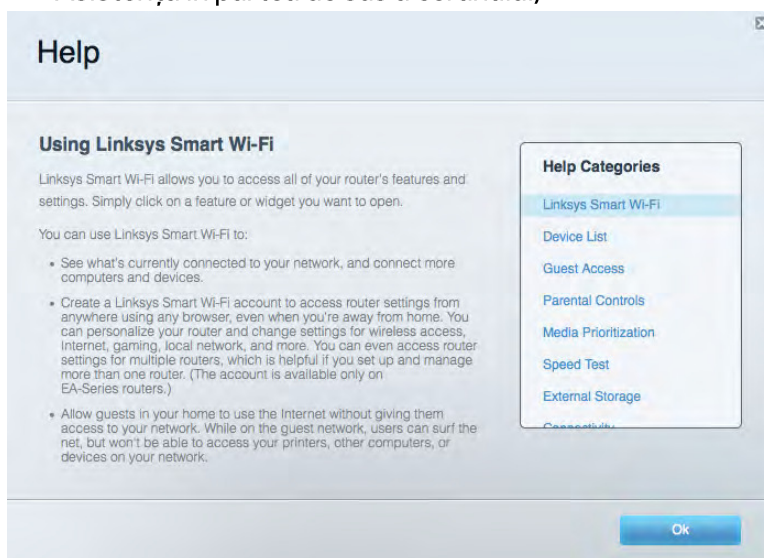 Help
Using Linksys Smart Wi-Fi
Linksys Smart Wi-Fi allows you to access all of your router's features and
settings. Simply click on a feature or widget you want to open.
You can use Linksys Smart Wi-Fi to:
• See what's currently connected to your network, and connect more
computers and devices.
• Create a Linksys Smart Wi-Fi account to access router settings from
anywhere using any browser, even when you're away from home. You
can personalize your router and change settings for wireless access,
Internet, gaming, local network, and more. You can even access router
settings for multiple routers, which is helpful if you set up and manage
more than one router. (The account is available only on
EA-Series routers.)
• Allow guests in your home to use the Internet without giving them
access to your network. While on the guest network, users can surf the
net, but won't be able to access your printers, other computers, or
devices on your network.
Help Categories
Linksys Smart Wi-Fi
Device List
Guest Access
Parental Controls
Media Prioritization
Speed Test
External Storage
Ok